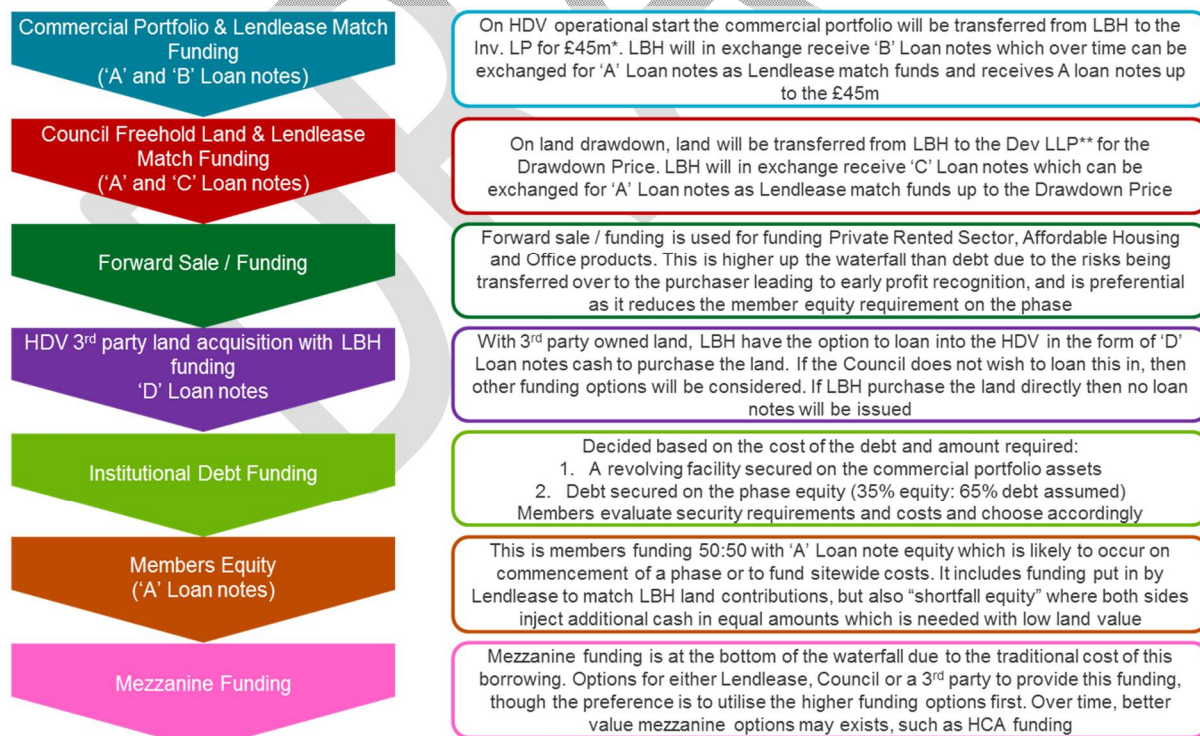 Commercial Portfolio & Lendlease Match
Funding
('A' and 'B' Loan notes)
On HDV operational start the commercial portfolio will be transferred from LBH to the
Inv. LP for £45m*. LBH will in exchange receive 'B' Loan notes which over time can be
exchanged for 'A' Loan notes as Lendlease match funds and receives A loan notes up
to the £45m
Council Freehold Land & Lendlease
Match Funding
('A' and 'C' Loan notes)
On land drawdown, land will be transferred from LBH to the Dev LLP** for the
Drawdown Price. LBH will in exchange receive 'C' Loan notes which can be
exchanged for 'A' Loan notes as Lendlease match funds up to the Drawdown Price
Forward Sale / Funding
Forward sale / funding is used for funding Private Rented Sector, Affordable Housing
and Office products. This is higher up the waterfall than debt due to the risks being
transferred over to the purchaser leading to early profit recognition, and is preferential
as it reduces the member equity requirement on the phase
HDV 3rd party land acquisition with LBH
funding
'D' Loan notes
With 3rd party owned land, LBH have the option to loan into the HDV in the form of 'D'
Loan notes cash to purchase the land. If the Council does not wish to loan this in, then
other funding options will be considered. If LBH purchase the land directly then no loan
notes will be issued
Institutional Debt Funding
Decided based on the cost of the debt and amount required:
1. A revolving facility secured on the commercial portfolio assets
2. Debt secured on the phase equity (35% equity: 65% debt assumed)
Members evaluate security requirements and costs and choose accordingly
Members Equity
('A' Loan notes)
This is members funding 50:50 with 'A' Loan note equity which is likely to occur on
commencement of a phase or to fund sitewide costs. It includes funding put in by
Lendlease to match LBH land contributions, but also "shortfall equity" where both sides
inject additional cash in equal amounts which is needed with low land value
Mezzanine Funding
Mezzanine funding is at the bottom of the waterfall due to the traditional cost of this
borrowing. Options for either Lendlease, Council or a 3rd party to provide this funding,
though the preference is to utilise the higher funding options first. Over time, better
value mezzanine options may exists, such as HCA funding